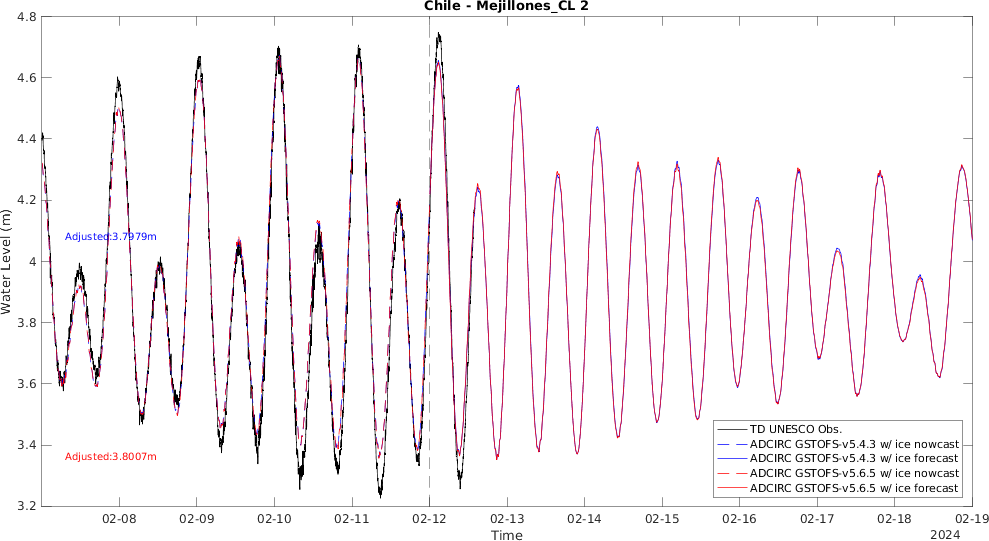 Chile - Mejillones_CL 2
4.8
4.6
4.4
4.2
4
3.8
3.6
3.4
3.2
Water Level (m)
Adjusted:3.7979m
Adjusted:3.8007m
TD UNESCO Obs.
ADCIRC GSTOFS-v5.4.3 w/ ice nowcast
ADCIRC GSTOFS-v5.4.3 w/ ice forecast
ADCIRC GSTOFS-v5.6.5 w/ ice nowcast
ADCIRC GSTOFS-v5.6.5 w/ ice forecast
02-08 02-09 02-10 02-11 02-12 02-13 02-14 02-15 02-16 02-17 02-18 02-19
Time
2024